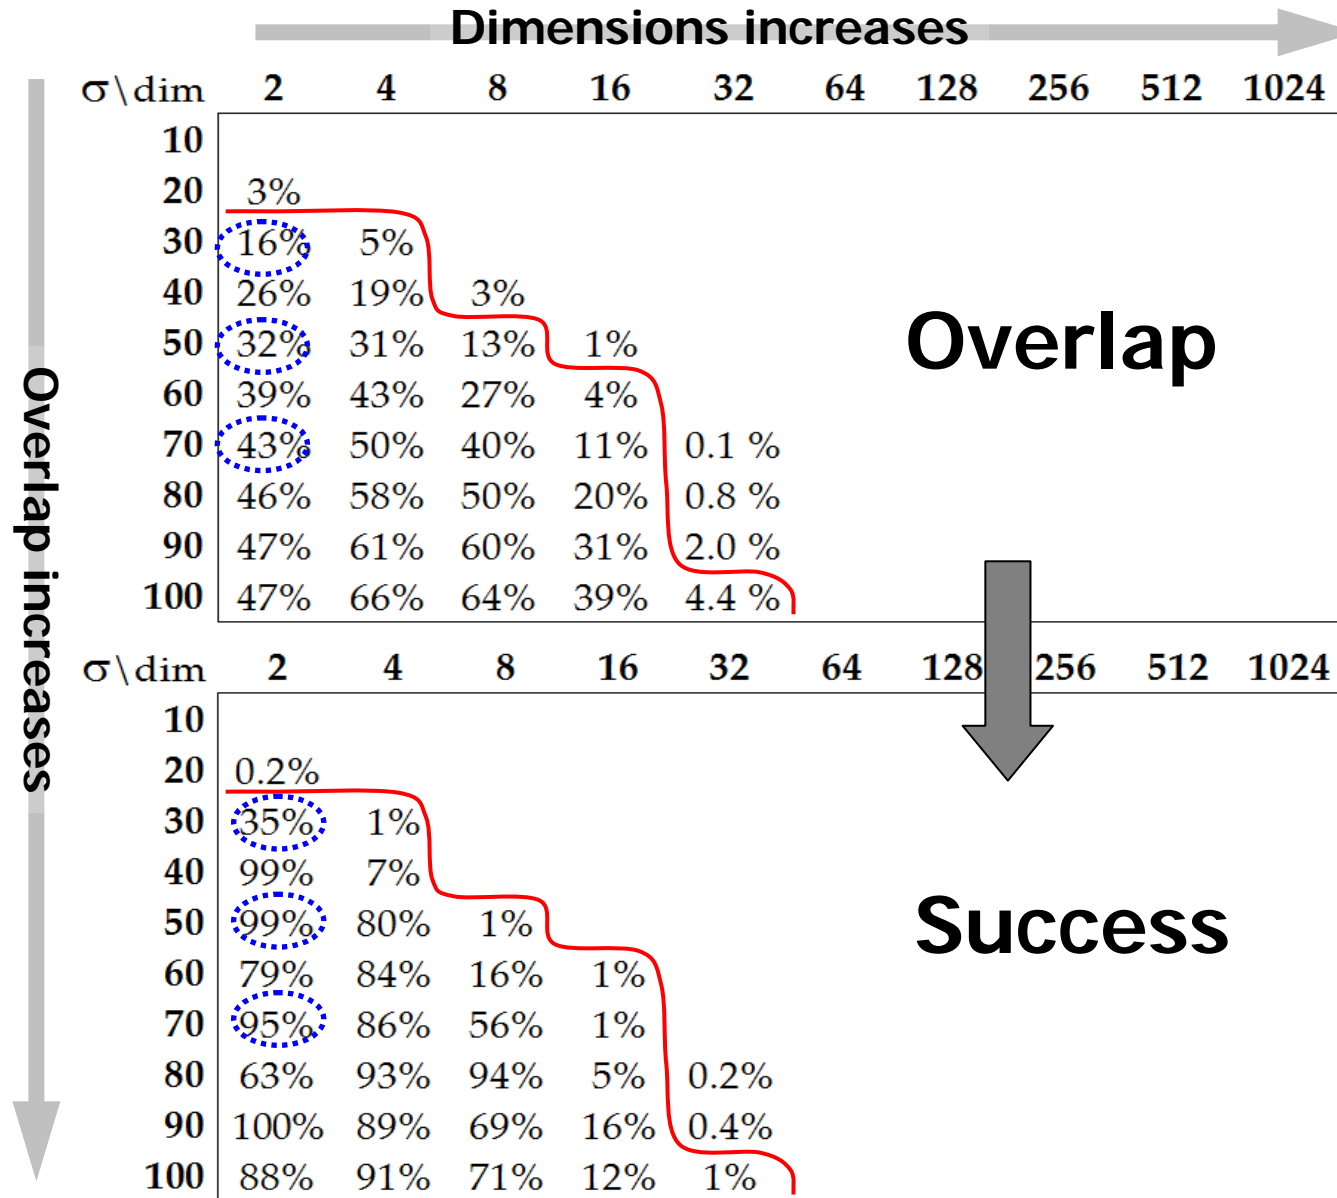 Dimensions increases
σ\dim 2 4 8 16 32 64 128 256 512 1024
10
20 3%
30 16% 5%
40 26% 19% 3%
50 32% 31% 13% 1%
60 39% 43% 27% 4%
70 43% 50% 40% 11% 0.1 %
80 46% 58% 50% 20% 0.8 %
90 47% 61% 60% 31% 2.0 %
100 47% 66% 64% 39% 4.4 %
Overlap
Overlap increases
σ\dim 2 4 8 16 32 64 128 256 512 1024
10
20 0.2%
30 35% 1%
40 99% 7%
50 99% 80% 1%
60 79% 84% 16% 1%
70 95% 86% 56% 1%
80 63% 93% 94% 5% 0.2%
90 100% 89% 69% 16% 0.4%
100 88% 91% 71% 12% 1%
Success